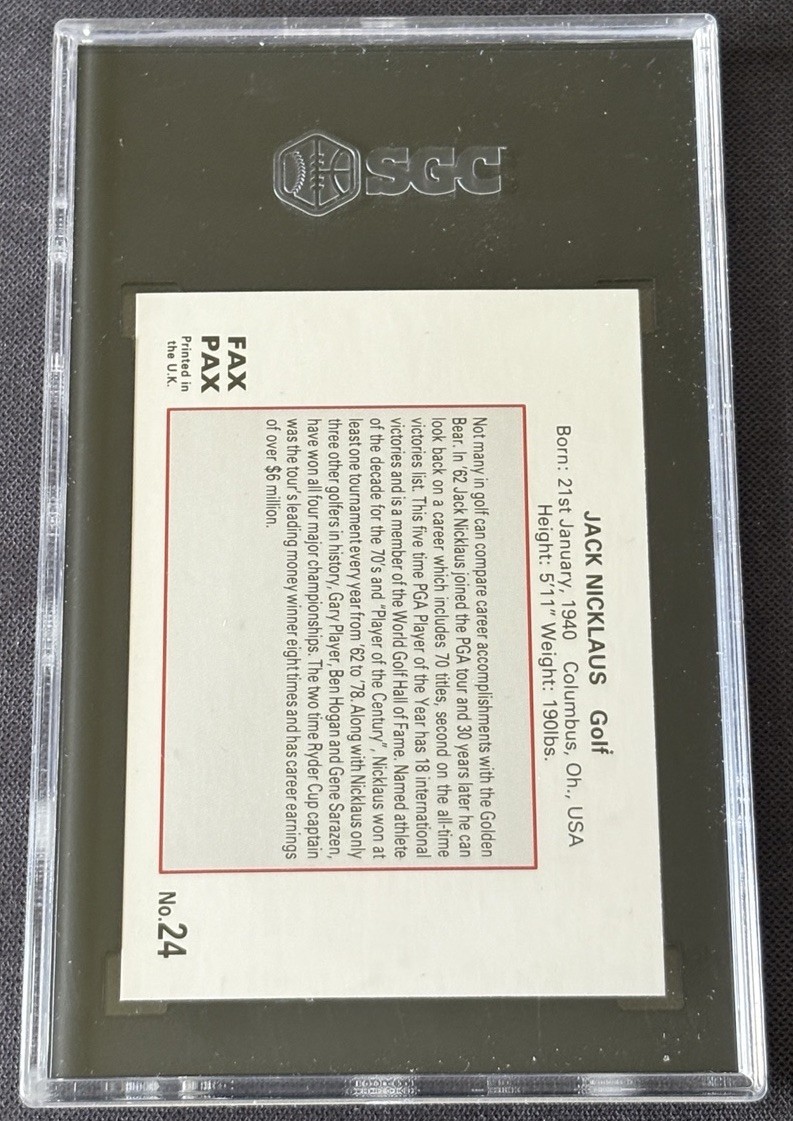 SGC
JACK NICKLAUS Golf
Born: 21st January, 1940 Columbus, Oh., USA
Height: 5'11" Weight: 190lbs.
Not many in golf can compare career accomplishments with the Golden
Bear. In '62 Jack Nicklaus joined the PGA tour and 30 years later he can
look back on a career which includes 70 titles, second on the all-time
victories list. This five time PGA Player of the Year has 18 international
victories and is a member of the World Golf Hall of Fame. Named athlete
of the decade for the 70's and "Player of the Century", Nicklaus won at
least one tournament every year from '62 to '78. Along with Nicklaus only
three other golfers in history, Gary Player, Ben Hogan and Gene Sarazen,
have won all four major championships. The two time Ryder Cup captain
was the tour's leading money winner eight times and has career earnings
of over $6 million.
FAX
PAX
Printed in
the U.K.
No.24